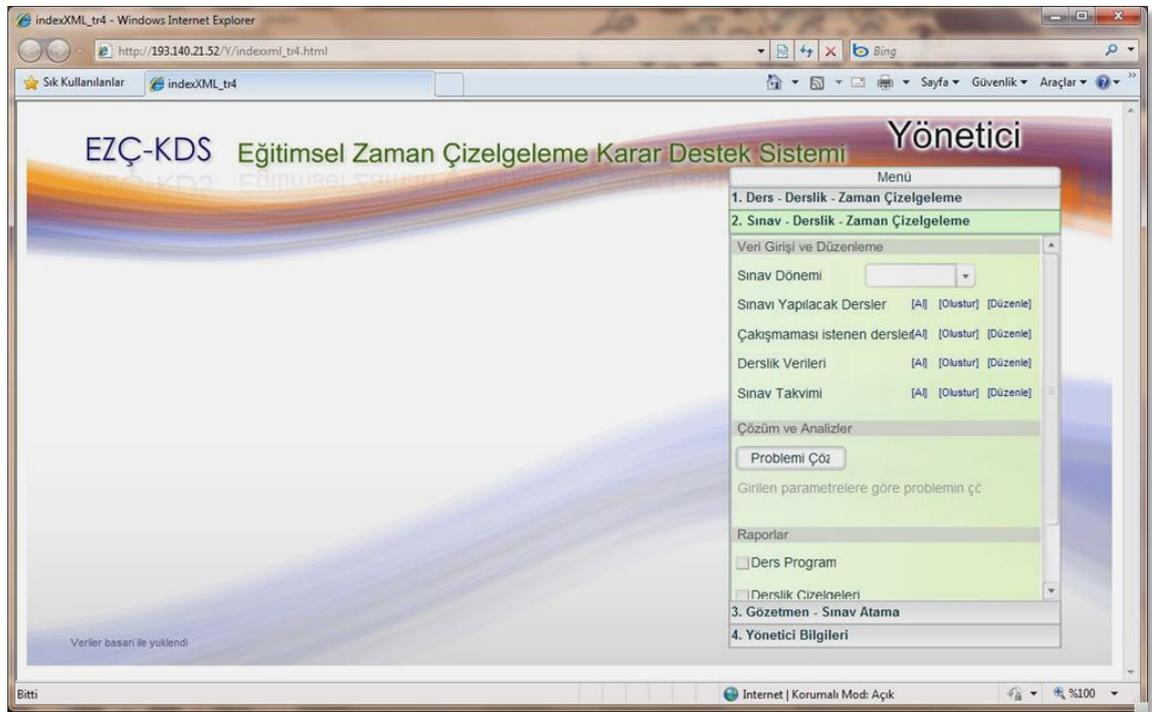 indexXML_tr4 - Windows Internet Explorer
http://193.140.21.52/Y/indexxml_tr4.html
Bing
Sık Kullanılanlar indexXML_tr4 Sayfa Güvenlik Araçlar
EZÇ-KDS Eğitimsel Zaman Çizelgeleme Karar Destek Sistemi
Yönetici
Menü
1. Ders - Derslik - Zaman Çizelgeleme
2. Sınav - Derslik - Zaman Çizelgeleme
Veri Girişi ve Düzenleme
Sınav Dönemi
Sınavı Yapılacak Dersler [Al] [Olustur] [Düzenle]
Çakışmaması istenen dersler[Al] [Olustur] [Düzenle]
Derslik Verileri [Al] [Olustur] [Düzenle]
Sınav Takvimi [Al] [Olustur] [Düzenle]
Çözüm ve Analizler
Problemi Çöz
Girilen parametrelere göre problemin çö
Raporlar
Ders Program
Derslik Çizelgeleri
3. Gözetmen - Sınav Atama
4. Yönetici Bilgileri
Veriler basari ile yuklendi
Bitti Internet | Korumalı Mod: Açık %100